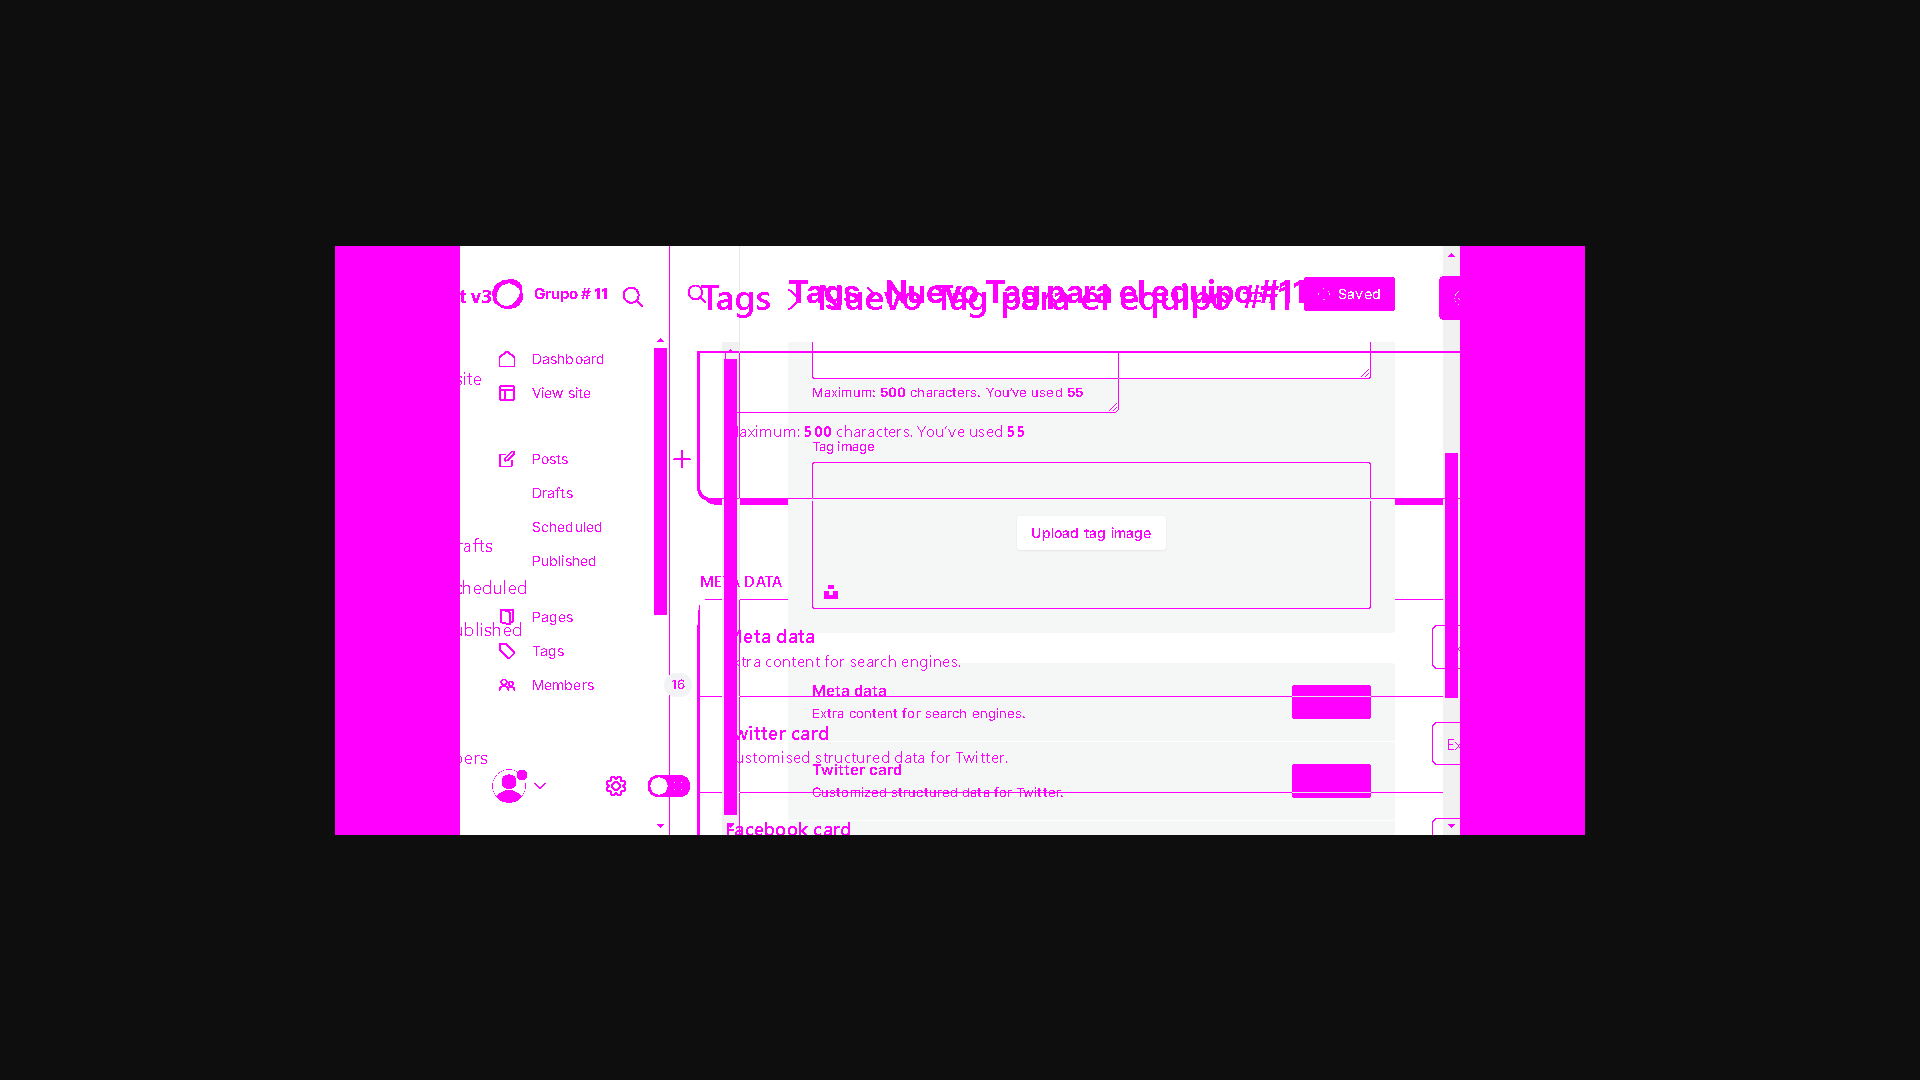 t v3 Grupo # 11
Tags Nuevo Tag para el equipo #11
Tags Nuevo Tag para el equipo #11
Saved
Dashboard
site
View site
Maximum: 500 characters. You've used 55
aximum: 500 characters. You've used 55
Tag image
Posts
Drafts
Scheduled
Upload tag image
rafts
Published
META DATA
cheduled
Pages
ublished
Meta data
Tags
tra content for search engines.
Members
16
Meta data
Extra content for search engines.
witter card
Ex
ustomised structured data for Twitter.
bers
Twitter card
Customized structured data for Twitter.
Facebook card